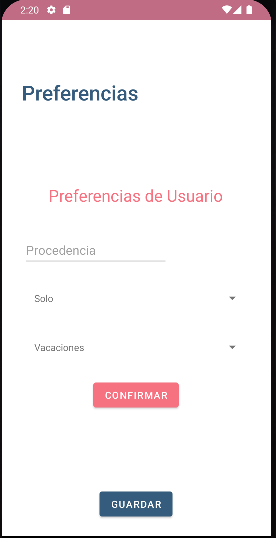 2:20
Preferencias
Preferencias de Usuario
Procedencia
Solo
Vacaciones
CONFIRMAR
GUARDAR